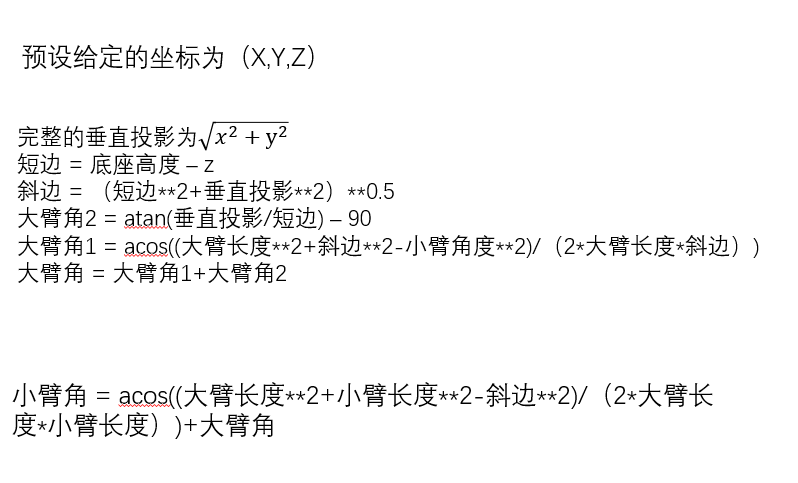 预设给定的坐标为（X,Y,Z）
完整的垂直投影为√x² + y²
短边 = 底座高度 – z
斜边 = （短边**2+垂直投影**2）**0.5
大臂角2 = atan(垂直投影/短边) – 90
大臂角1 = acos((大臂长度**2+斜边**2-小臂角度**2)/（2*大臂长度*斜边）)
大臂角 = 大臂角1+大臂角2
小臂角 = acos((大臂长度**2+小臂长度**2-斜边**2)/（2*大臂长
度*小臂长度）)+大臂角